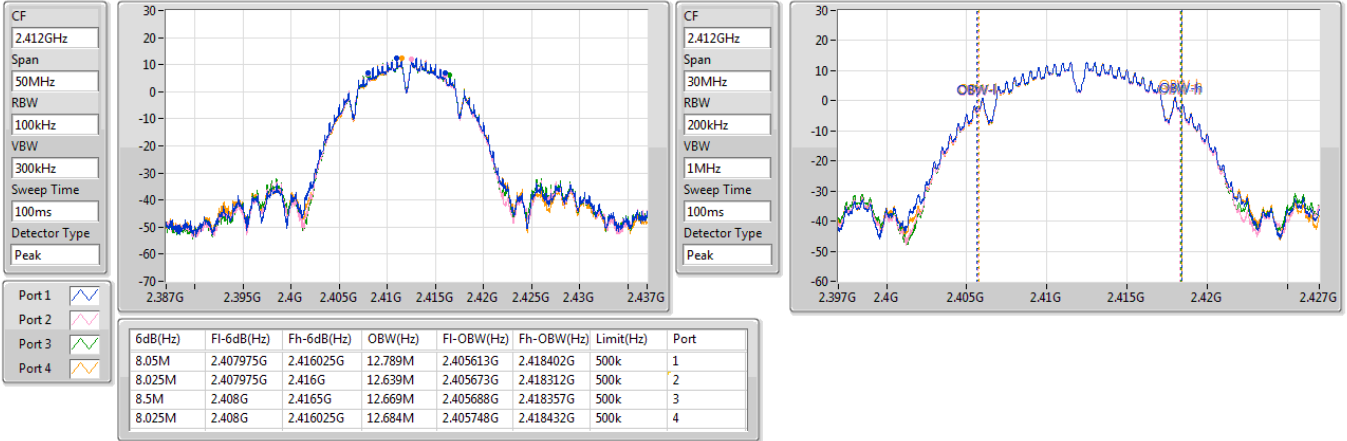 CF
2.412GHz
Span
50MHz
RBW
100kHz
VBW
300kHz
Sweep Time
100ms
Detector Type
Peak
30
20
10
0
-10
-20
-30
-40
-50
-60
-70
2.387G 2.395G 2.4G 2.405G 2.41G 2.415G 2.42G 2.425G 2.43G 2.437G
CF
2.412GHz
Span
30MHz
RBW
200kHz
VBW
1MHz
Sweep Time
100ms
Detector Type
Peak
30
20
10
0
-10
-20
-30
-40
-50
-60
OBW-l OBW-h
2.397G 2.4G 2.405G 2.41G 2.415G 2.42G 2.427G
Port 1
Port 2
Port 3
Port 4
6dB(Hz) Fl-6dB(Hz) Fh-6dB(Hz) OBW(Hz) Fl-OBW(Hz) Fh-OBW(Hz) Limit(Hz) Port
8.05M 2.407975G 2.416025G 12.789M 2.405613G 2.418402G 500k 1
8.025M 2.407975G 2.416G 12.639M 2.405673G 2.418312G 500k 2
8.5M 2.408G 2.4165G 12.669M 2.405688G 2.418357G 500k 3
8.025M 2.408G 2.416025G 12.684M 2.405748G 2.418432G 500k 4